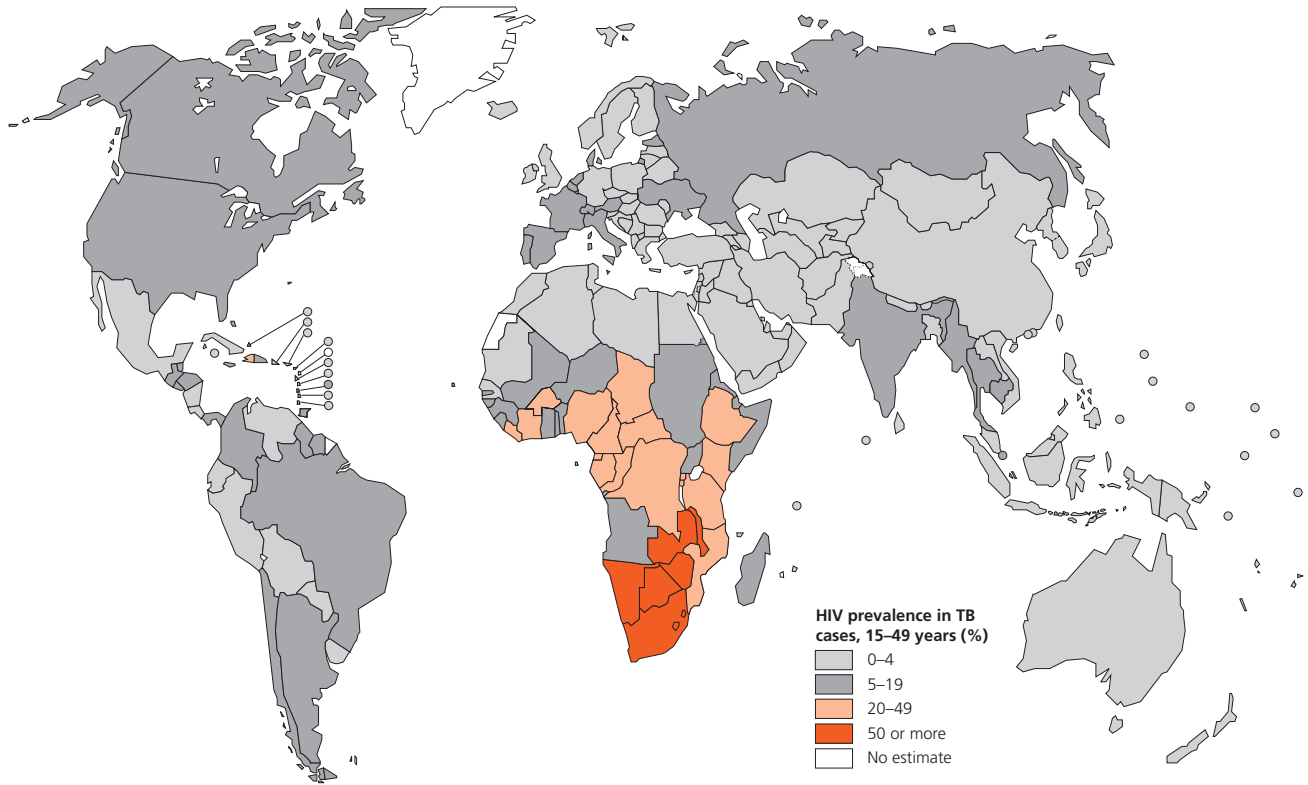 HIV prevalence in TB
cases, 15–49 years (%)
0–4
5–19
20–49
50 or more
No estimate